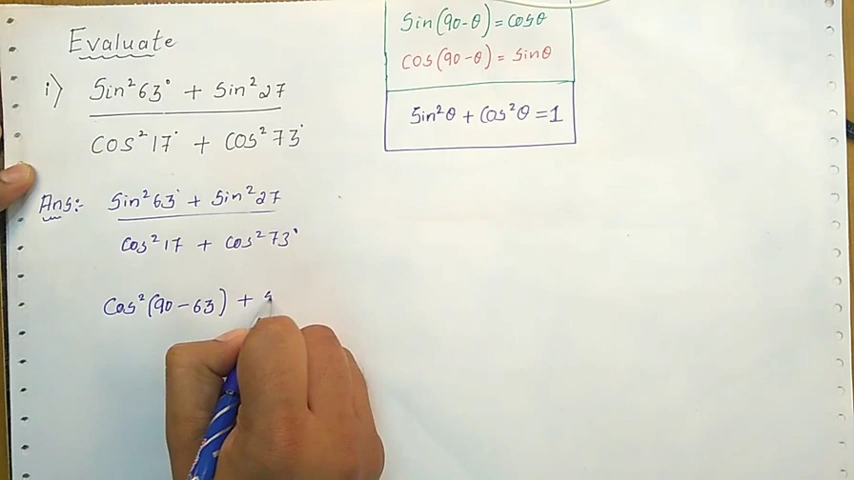 Evaluate
i) Sin²63° + Sin²27
Cos²17° + Cos²73°
Ans:- Sin²63° + Sin²27
Cos²17 + Cos²73°
Cos²(90-63) + s
Sin(90-θ) = Cosθ
Cos(90-θ) = Sinθ
Sin²θ + Cos²θ = 1